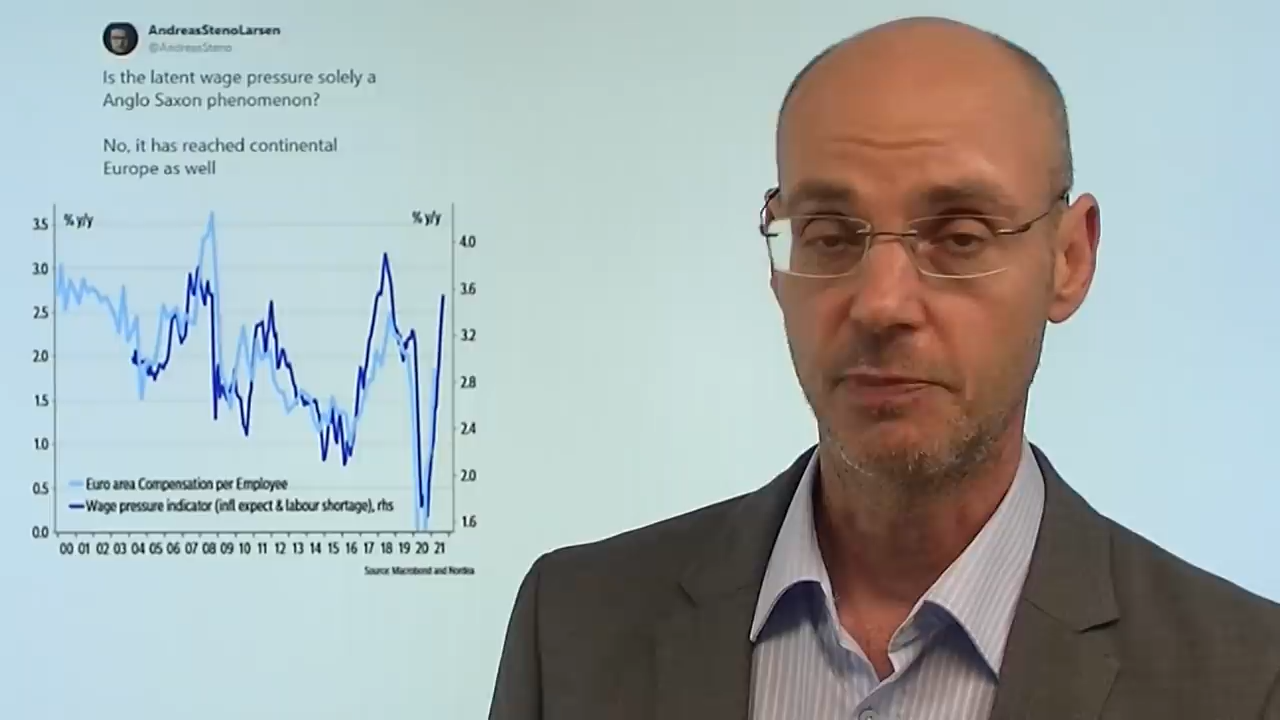 AndreasStenoLarsen
@AndreasSteno
Is the latent wage pressure solely a
Anglo Saxon phenomenon?
No, it has reached continental
Europe as well
% y/y
% y/y
3.5
3.0
2.5
2.0
1.5
1.0
0.5
0.0
4.0
3.6
3.2
2.8
2.4
2.0
1.6
Euro area Compensation per Employee
Wage pressure indicator (infl expect & labour shortage), rhs
00 01 02 03 04 05 06 07 08 09 10 11 12 13 14 15 16 17 18 19 20 21
Source: Macrobond and Nordea